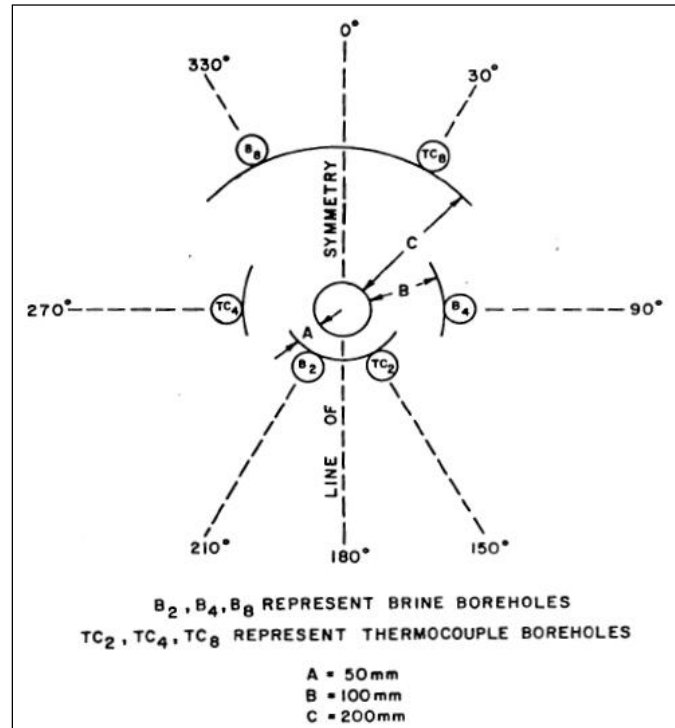 0°
330°
30°
B8
TC8
SYMMETRY
C
B
270°
TC4
B4
90°
A
B2
TC2
LINE OF
210°
180°
150°
B2, B4, B8 REPRESENT BRINE BOREHOLES
TC2, TC4, TC8 REPRESENT THERMOCOUPLE BOREHOLES
A = 50mm
B = 100mm
C = 200mm